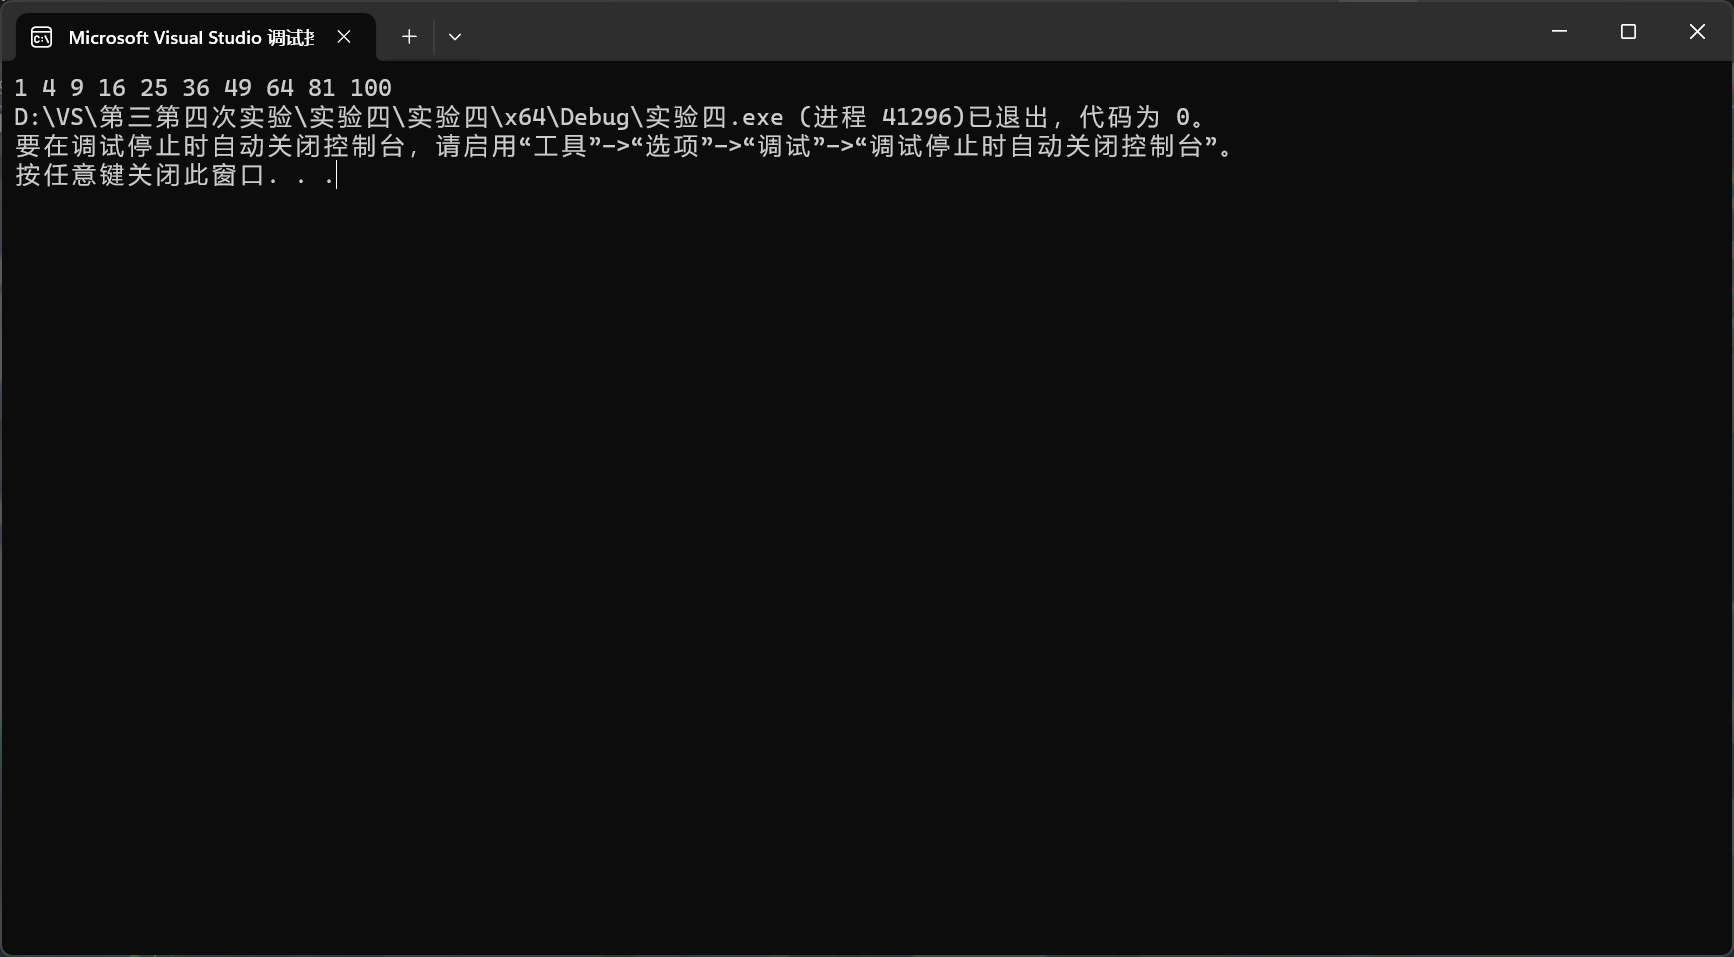 Microsoft Visual Studio 调试
1 4 9 16 25 36 49 64 81 100
D:\VS\第三第四次实验\实验四\实验四\x64\Debug\实验四.exe (进程 41296)已退出，代码为 0。
要在调试停止时自动关闭控制台，请启用“工具”->“选项”->“调试”->“调试停止时自动关闭控制台”。
按任意键关闭此窗口. . .